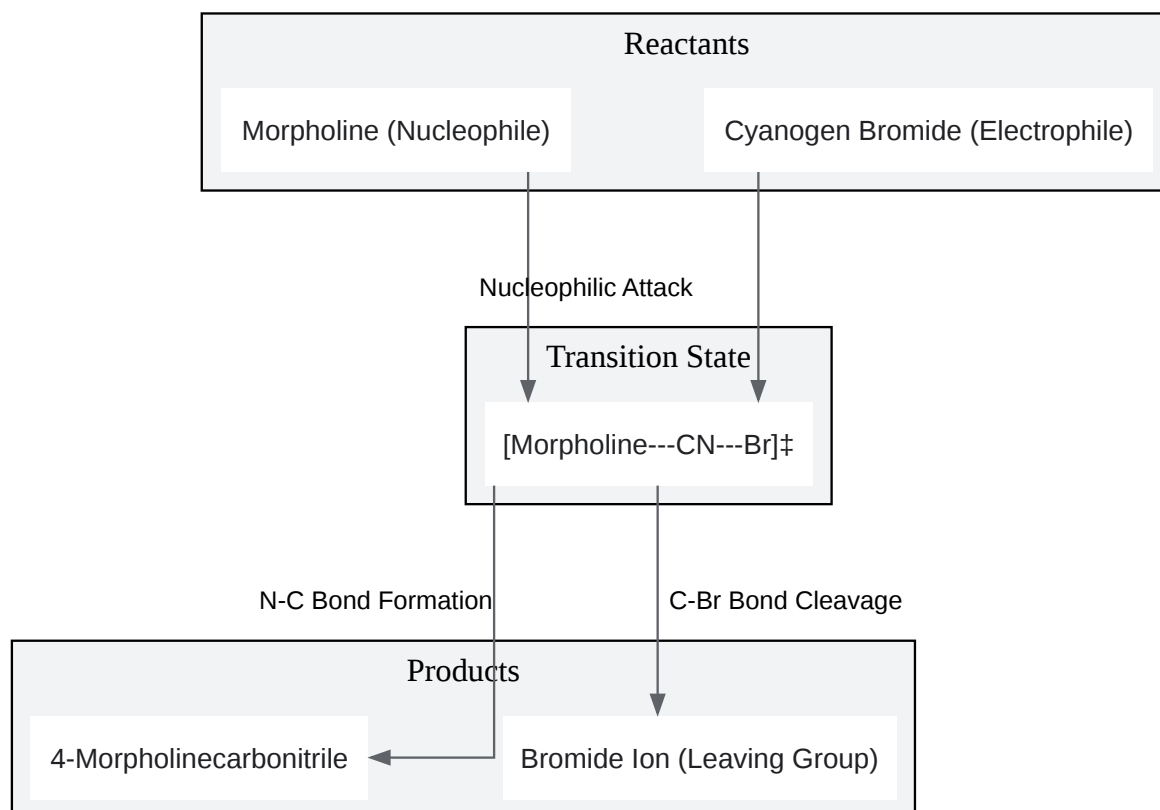 Reactants
Morpholine (Nucleophile)
Cyanogen Bromide (Electrophile)
Nucleophilic Attack
Transition State
[Morpholine---CN---Br]‡
N-C Bond Formation
C-Br Bond Cleavage
Products
4-Morpholinecarbonitrile
Bromide Ion (Leaving Group)